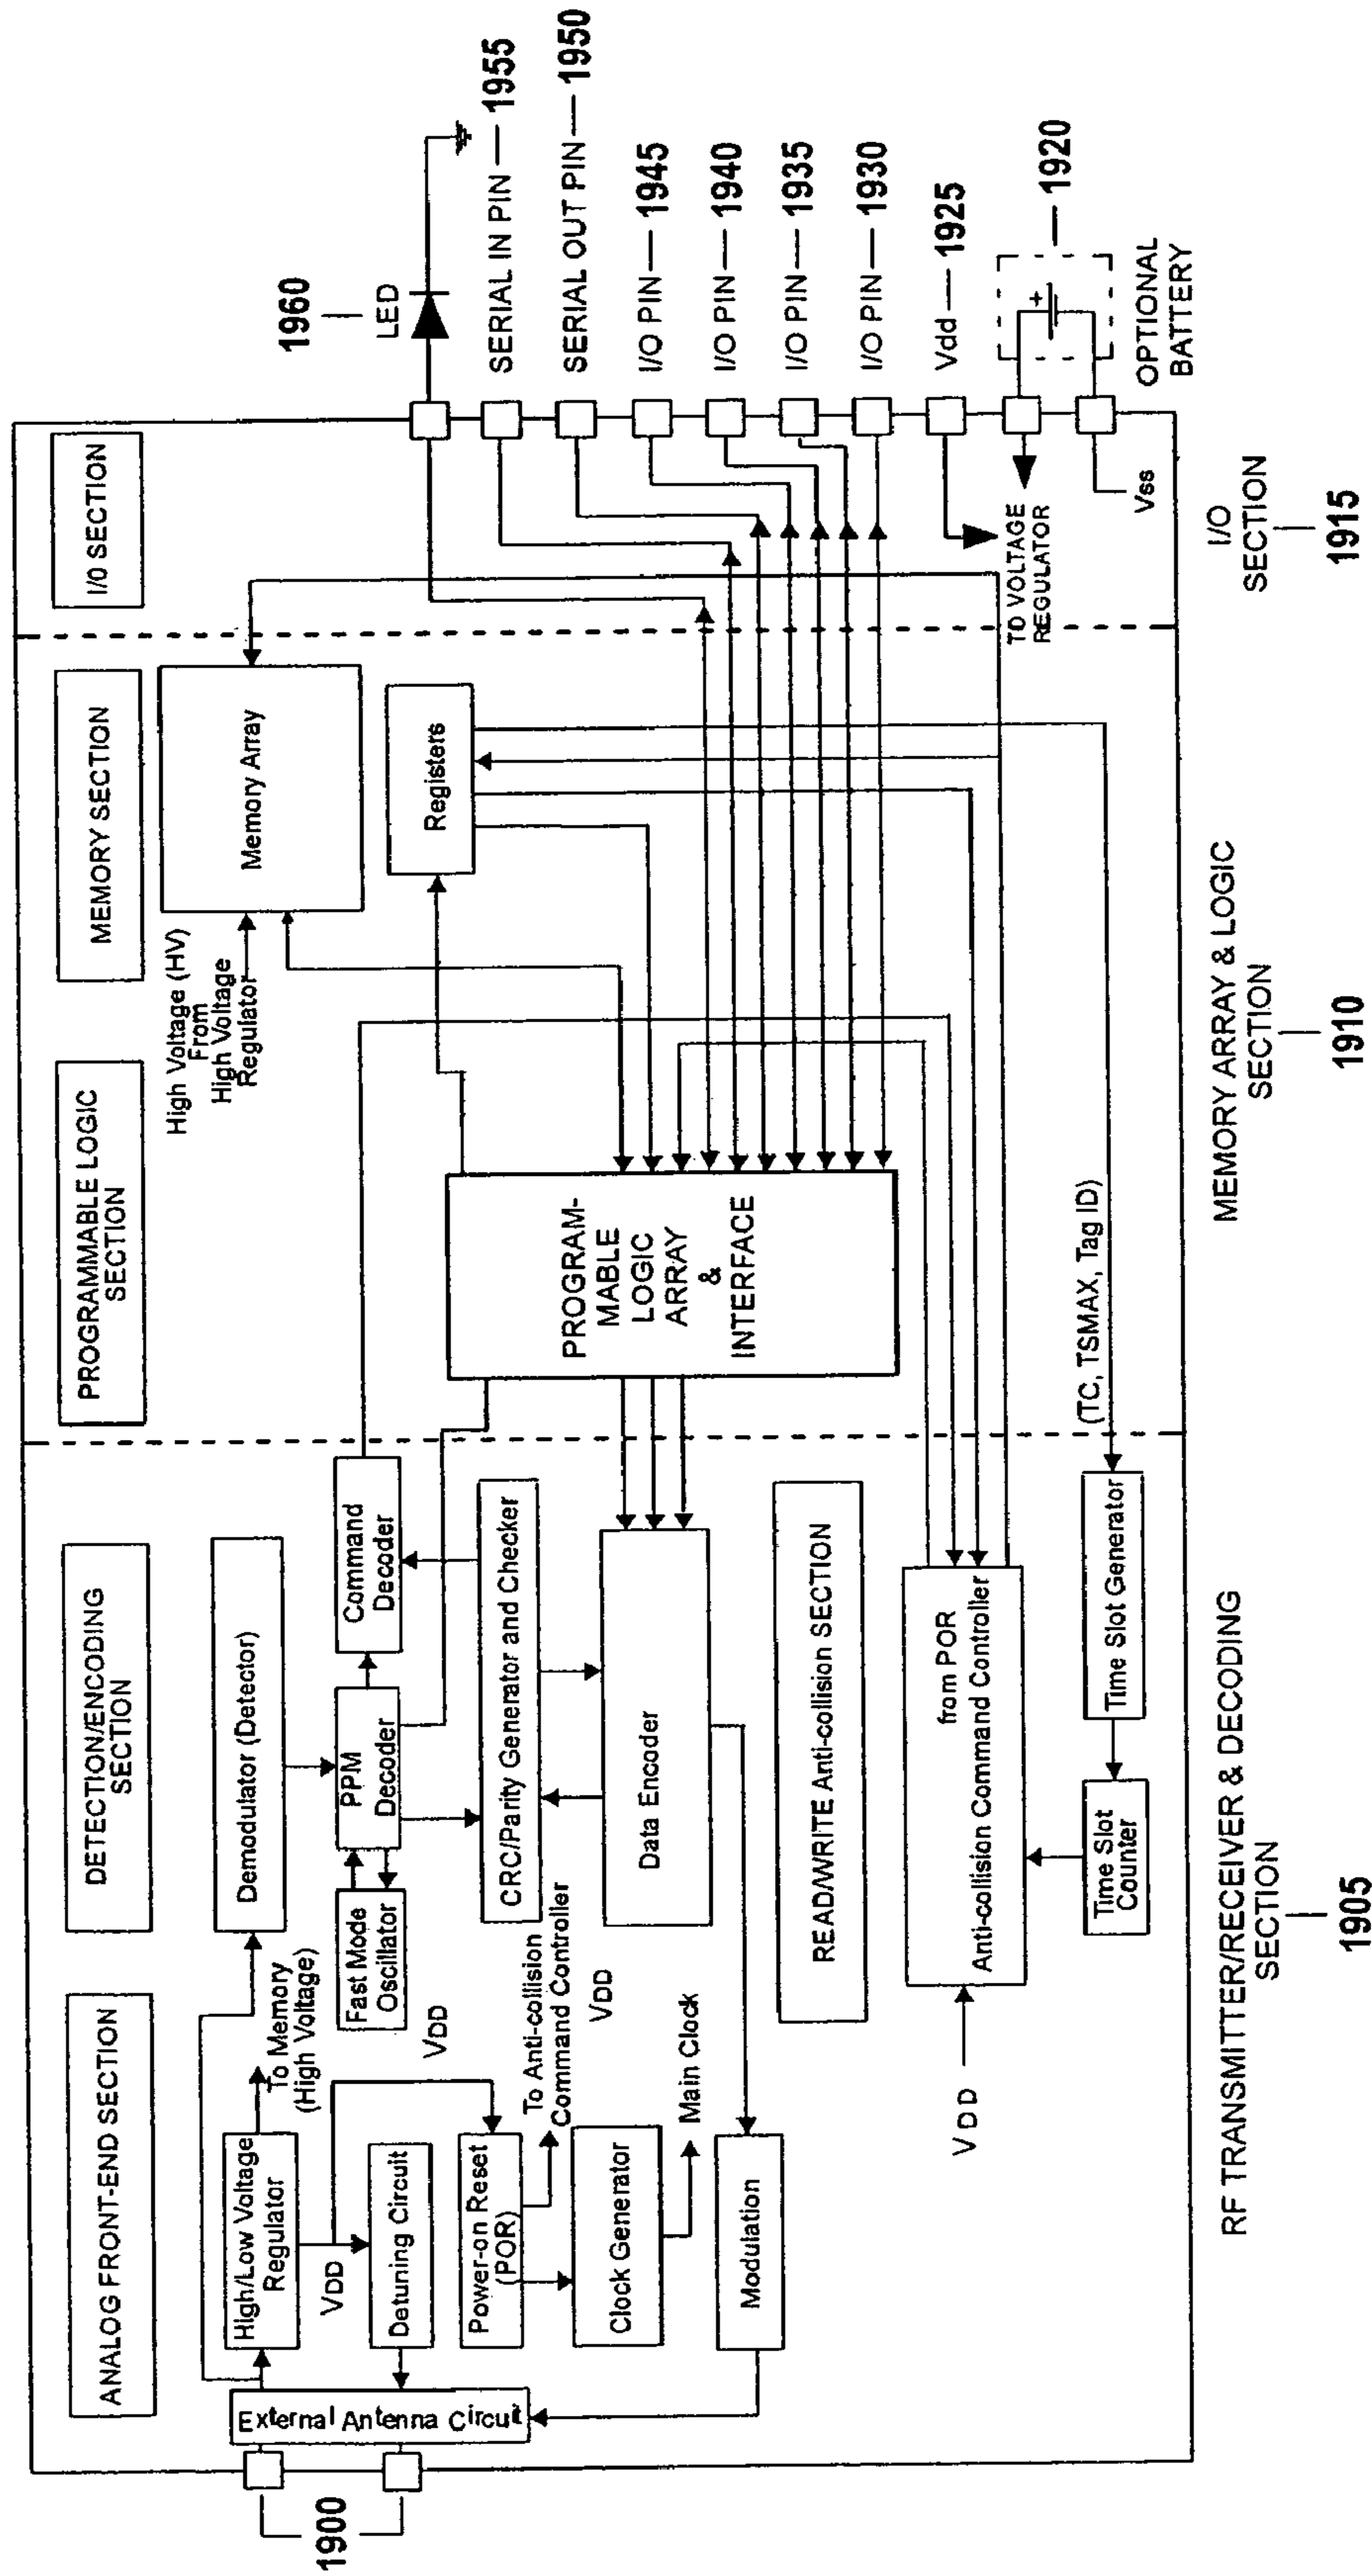 ANALOG FRONT-END SECTION
DETECTION/ENCODING
SECTION
PROGRAMMABLE LOGIC
SECTION
MEMORY SECTION
I/O SECTION
High/Low Voltage
Regulator
To Memory
(High Voltage)
VDD
Detuning Circuit
Power-on Reset
(POR)
To Anti-collision
Command Controller
Clock Generator
Main Clock
Modulation
External Antenna Circuit
1900
Demodulator (Detector)
Fast Mode
Oscillator
VDD
PPM
Decoder
Command
Decoder
CRC/Parity Generator and Checker
VDD
Data Encoder
READ/WRITE Anti-collision SECTION
VDD
from POR
Anti-collision Command Controller
Time Slot
Counter
Time Slot Generator
(TC, TSMAX, Tag ID)
High Voltage (HV)
From
High Voltage
Regulator
Memory Array
Registers
PROGRAM-
MABLE
LOGIC
ARRAY
&
INTERFACE
1960
LED
SERIAL IN PIN 1955
SERIAL OUT PIN 1950
I/O PIN 1945
I/O PIN 1940
I/O PIN 1935
I/O PIN 1930
Vdd 1925
1920
+
OPTIONAL
BATTERY
TO VOLTAGE
REGULATOR
Vss
RF TRANSMITTER/RECEIVER & DECODING
SECTION
1905
MEMORY ARRAY & LOGIC
SECTION
1910
I/O
SECTION
1915